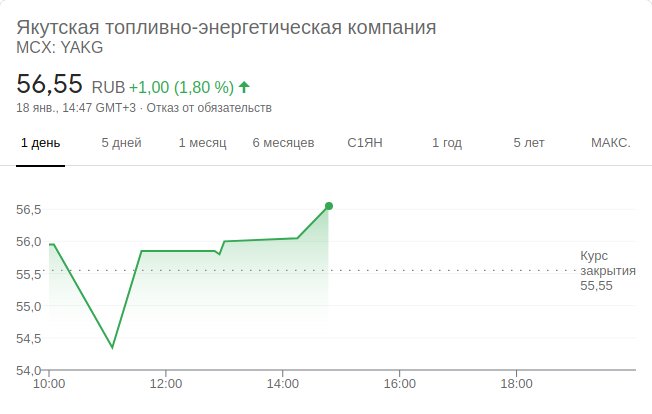 Якутская топливно-энергетическая компания
MCX: YAKG
56,55 RUB +1,00 (1,80 %)
18 янв., 14:47 GMT+3 · Отказ от обязательств
1 день 5 дней 1 месяц 6 месяцев С1ЯН 1 год 5 лет МАКС.
56,5
56,0
Курс
55,5 закрытия
55,55
55,0
54,5
54,0
10:00 12:00 14:00 16:00 18:00